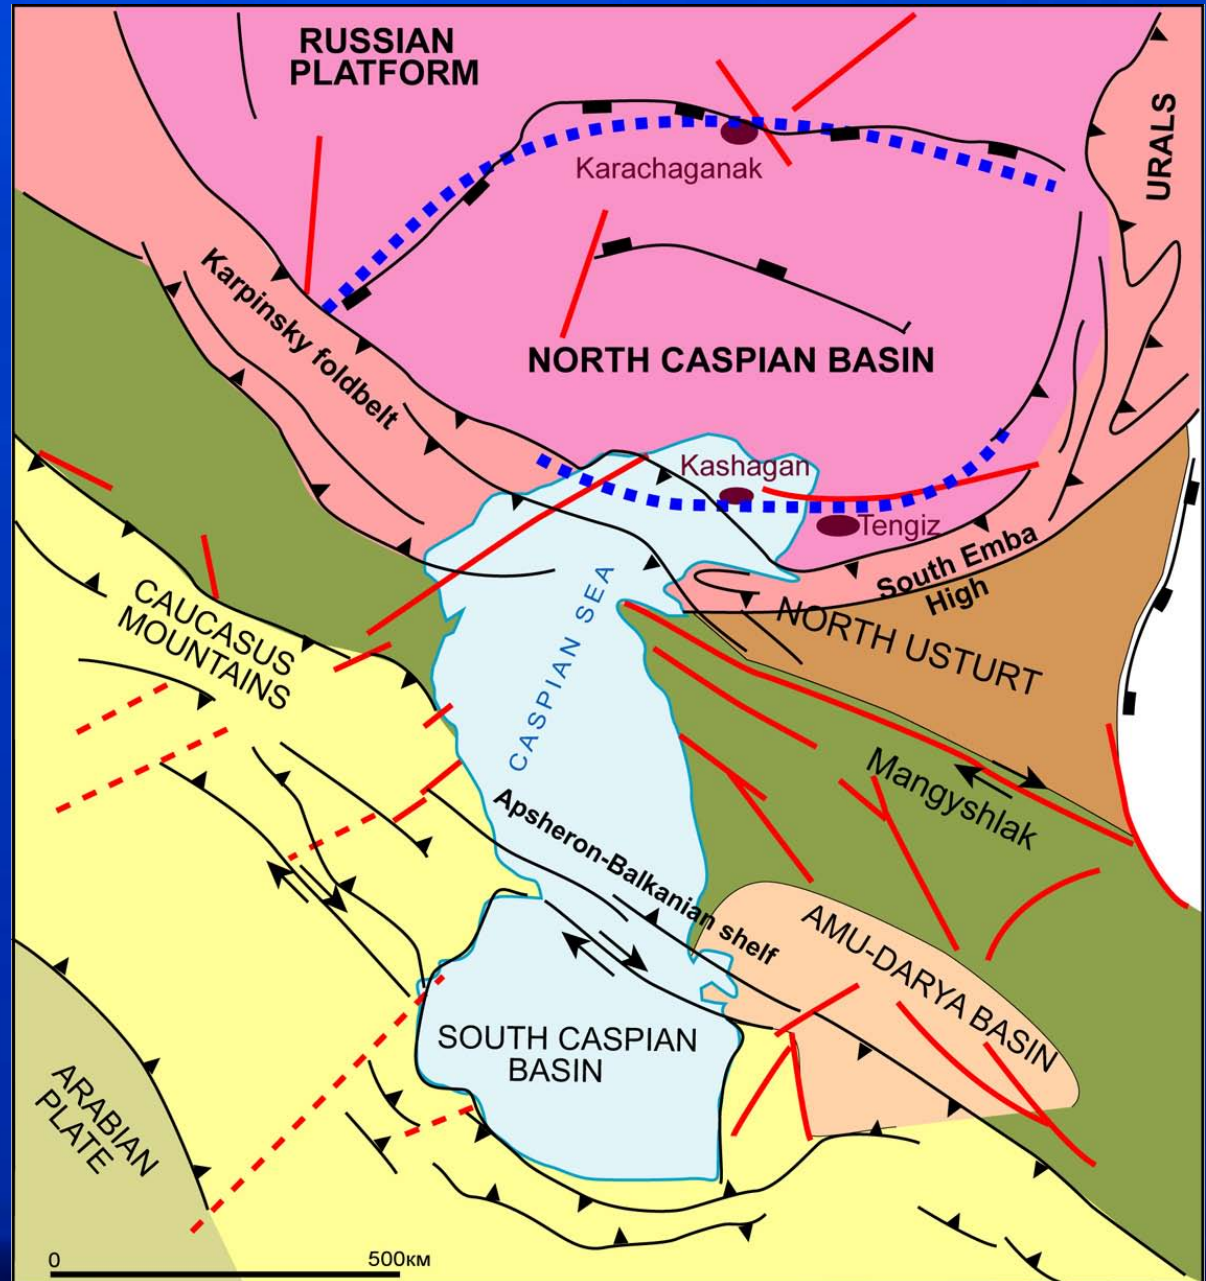 RUSSIAN
PLATFORM
URALS
Karachaganak
Karpinsky foldbelt
NORTH CASPIAN BASIN
Kashagan
Tengiz
South Emba
High
CAUCASUS
MOUNTAINS
CASPIAN SEA
NORTH USTURT
Mangyshlak
Apsheron-Balkanian shelf
AMU-DARYA BASIN
SOUTH CASPIAN
BASIN
ARABIAN
PLATE
0 500км